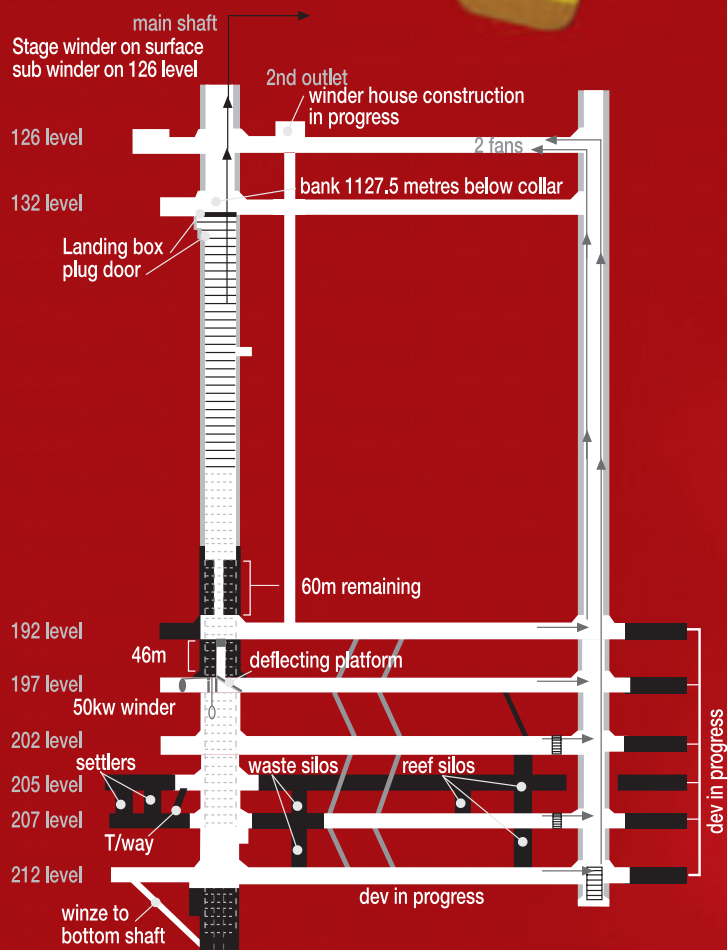 main shaft
Stage winder on surface
sub winder on 126 level
2nd outlet
winder house construction
in progress
126 level
2 fans
132 level
bank 1127.5 metres below collar
Landing box
plug door
60m remaining
192 level
46m
deflecting platform
197 level
50kw winder
202 level
settlers
waste silos
reef silos
205 level
207 level
T/way
dev in progress
212 level
dev in progress
winze to
bottom shaft